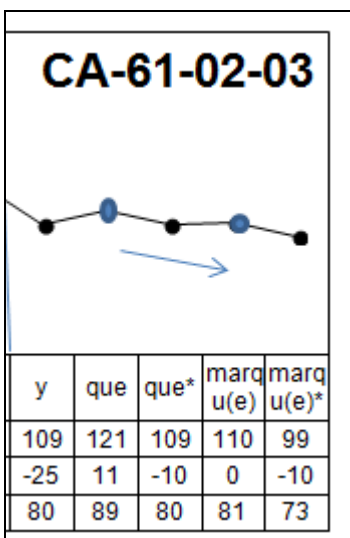 CA-61-02-03
y que que* marq u(e) marq u(e)*
109 121 109 110 99
-25 11 -10 0 -10
80 89 80 81 73